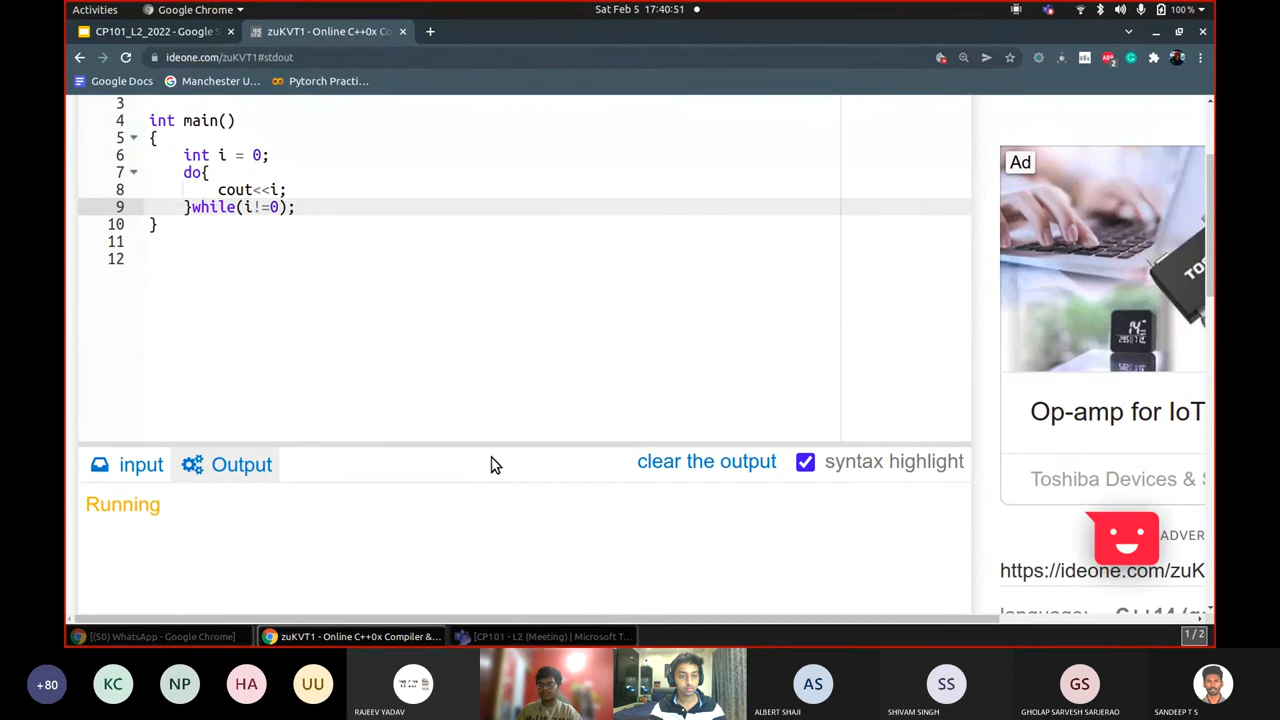 Activities
Google Chrome
Sat Feb 5 17:40:51
100 %
CP101_L2_2022 - Google S
zuKVT1 - Online C++0x Co
ideone.com/zuKVT1#stdout
ABP
2
Google Docs
Manchester U...
Pytorch Practi...
3
4 int main()
5 {
6 int i = 0;
7 do{
8 cout<<i;
9 }while(i!=0);
10 }
11
12
Ad
14
Op-amp for IoT
Toshiba Devices & S
ADVER
https://ideone.com/zuK
input
Output
clear the output
syntax highlight
Running
[(50) WhatsApp - Google Chrome]
zuKVT1 - Online C++0x Compiler &...
[CP101 - L2 (Meeting) | Microsoft T...
1 / 2
+80
KC
NP
HA
UU
RAJEEV YADAV
AS
ALBERT SHAJI
SS
SHIVAM SINGH
GS
GHOLAP SARVESH SARJERAO
SANDEEP T S